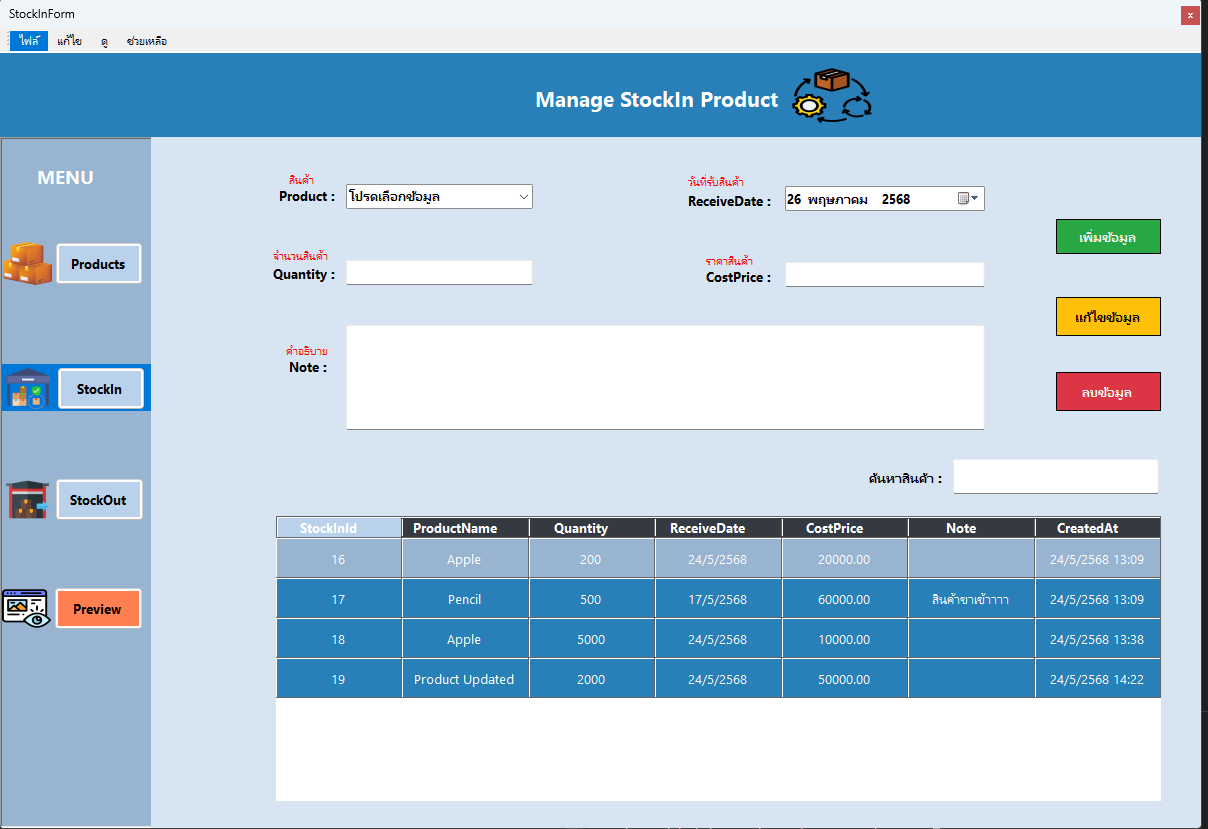 StockInForm
x
ไฟล์ แก้ไข ดู ช่วยเหลือ
Manage StockIn Product
MENU
Products
StockIn
StockOut
Preview
สินค้า
Product : โปรดเลือกข้อมูล
วันที่รับสินค้า
ReceiveDate : 26 พฤษภาคม 2568
จำนวนสินค้า
Quantity :
ราคาสินค้า
CostPrice :
คำอธิบาย
Note :
เพิ่มข้อมูล
แก้ไขข้อมูล
ลบข้อมูล
ค้นหาสินค้า :
StockInId ProductName Quantity ReceiveDate CostPrice Note CreatedAt
16 Apple 200 24/5/2568 20000.00 24/5/2568 13:09
17 Pencil 500 17/5/2568 60000.00 สินค้าขาเข้าาาา 24/5/2568 13:09
18 Apple 5000 24/5/2568 10000.00 24/5/2568 13:38
19 Product Updated 2000 24/5/2568 50000.00 24/5/2568 14:22